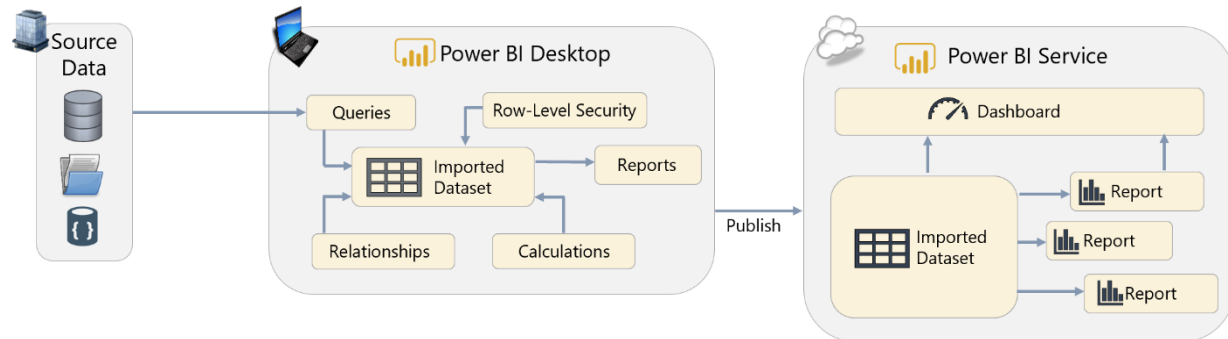 Source
Data
{ }
Power BI Desktop
Queries
Row-Level Security
Imported
Dataset
Reports
Relationships
Calculations
Publish
Power BI Service
Dashboard
Imported
Dataset
Report
Report
Report